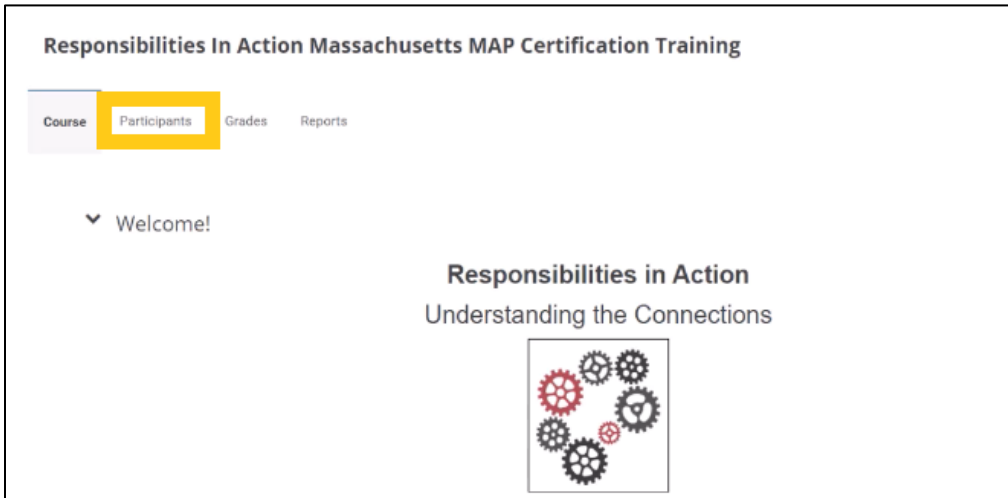 Responsibilities In Action Massachusetts MAP Certification Training
Course Participants Grades Reports
Welcome!
Responsibilities in Action
Understanding the Connections